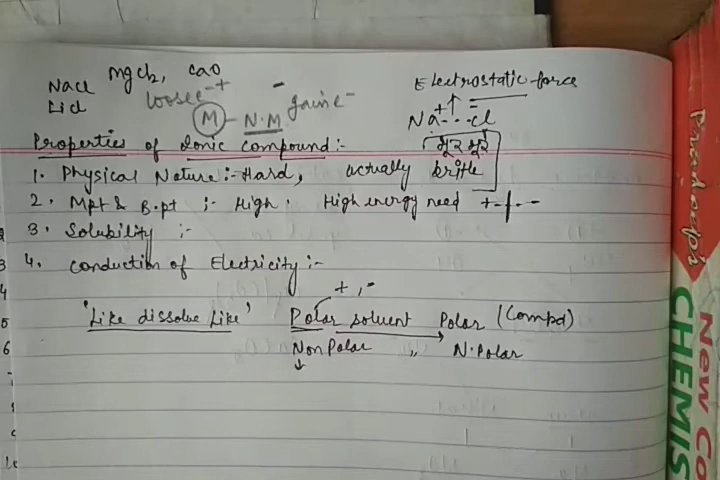 NaCl MgCl2, CaO
LiCl
loose e- + - gain e-
M - N.M
Electrostatic force
Na+ ... Cl-
भूर भूरे
Properties of Ionic Compound :-
1. Physical Nature :- Hard, actually brittle
2. Mpt & B.pt :- High. High energy need + - - -
3. Solubility :-
4. Conduction of Electricity :-
+ , -
'Like dissolve Like' Polar solvent Polar (Compd)
Non Polar " N. Polar
Pradeep's
New Co
CHEMIS